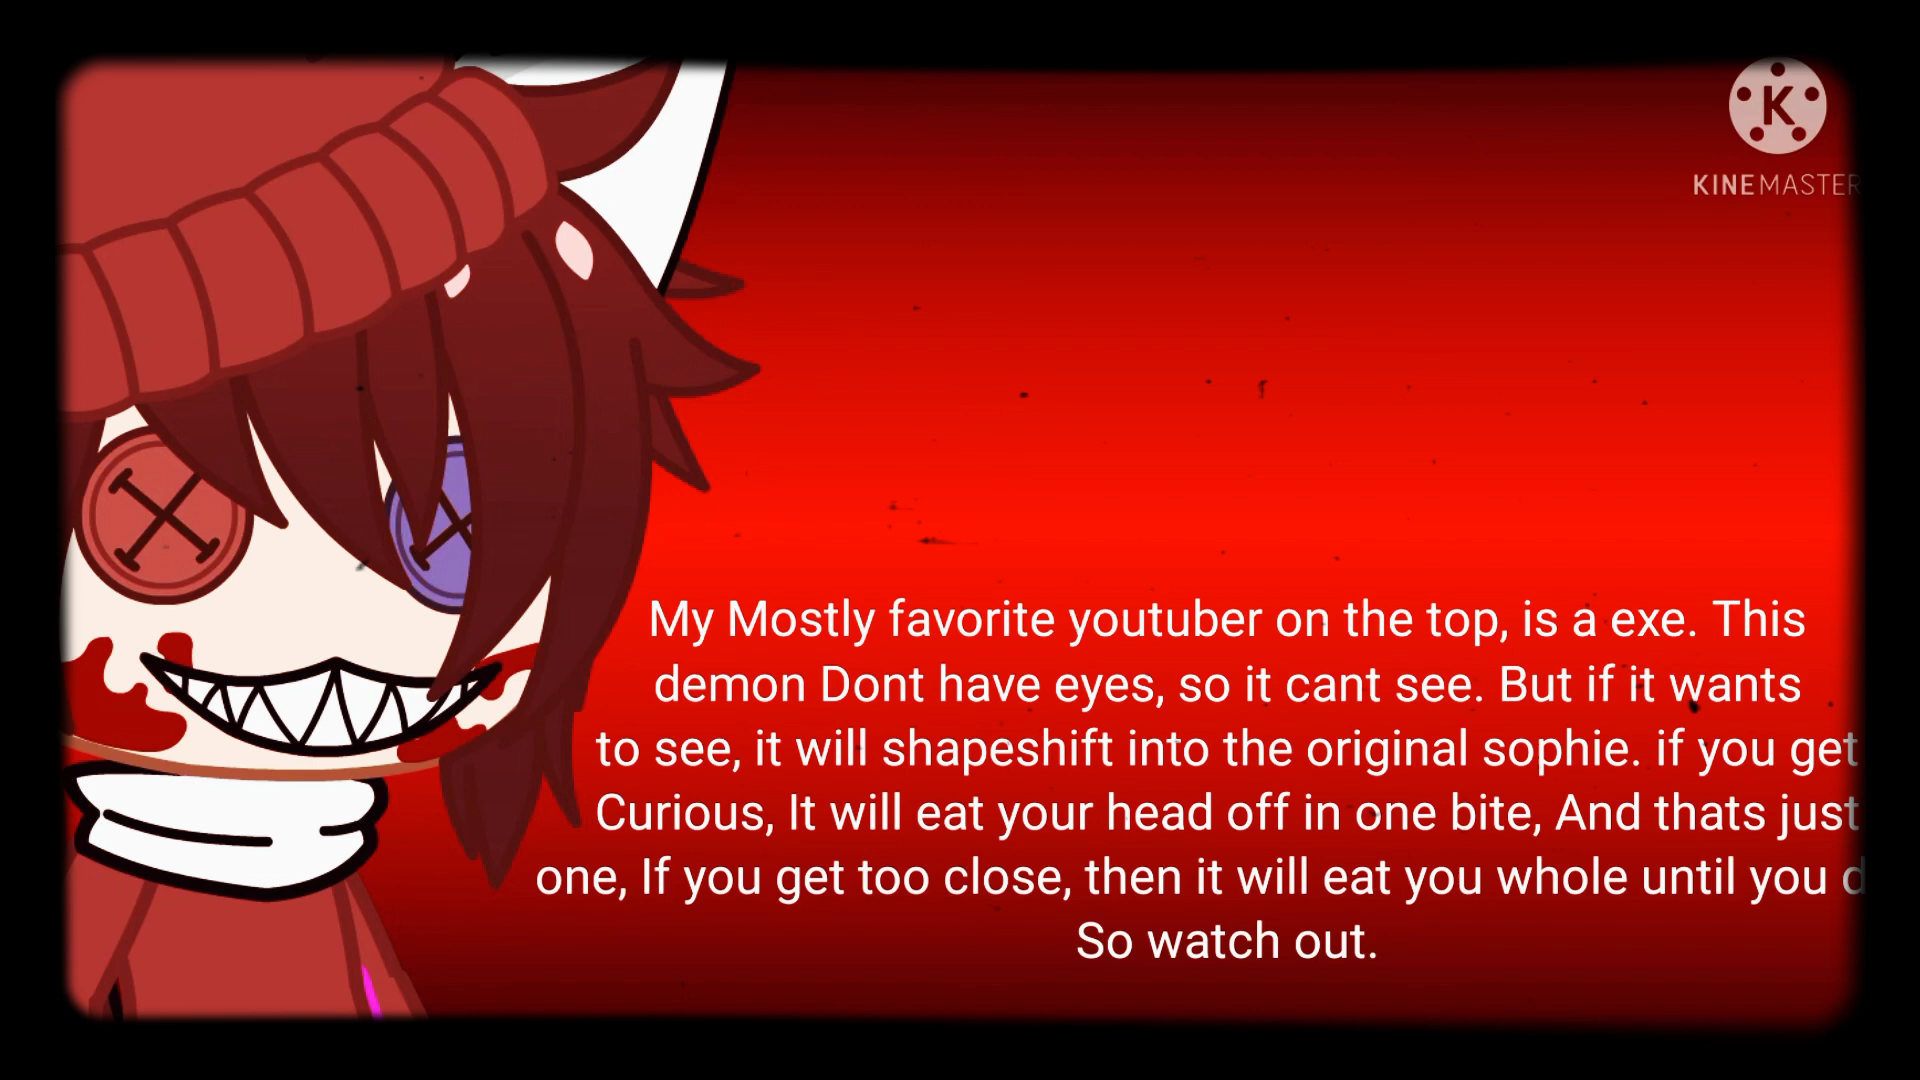 K
KINEMASTER
My Mostly favorite youtuber on the top, is a exe. This
demon Dont have eyes, so it cant see. But if it wants
to see, it will shapeshift into the original sophie. if you get
Curious, It will eat your head off in one bite, And thats just
one, If you get too close, then it will eat you whole until you
So watch out.